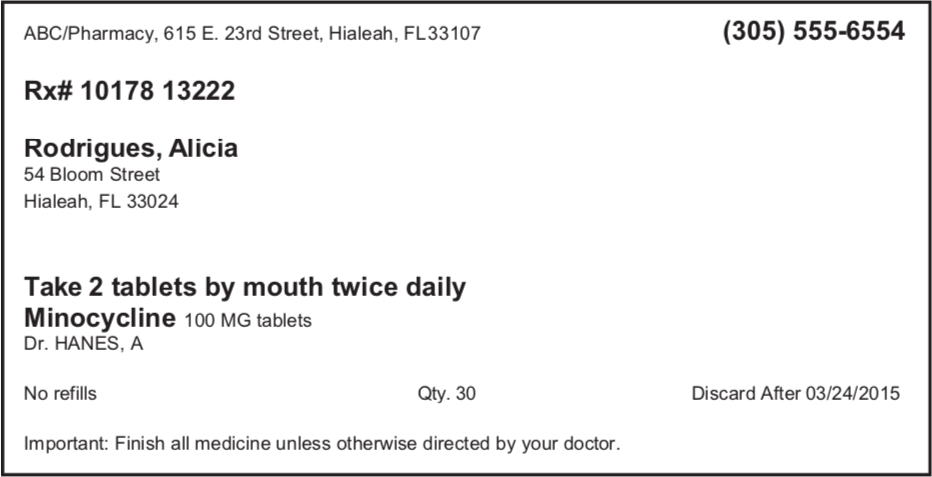 ABC/Pharmacy, 615 E. 23rd Street, Hialeah, FL33107 (305) 555-6554
Rx# 10178 13222
Rodrigues, Alicia
54 Bloom Street
Hialeah, FL 33024
Take 2 tablets by mouth twice daily
Minocycline 100 MG tablets
Dr. HANES, A
No refills Qty. 30 Discard After 03/24/2015
Important: Finish all medicine unless otherwise directed by your doctor.